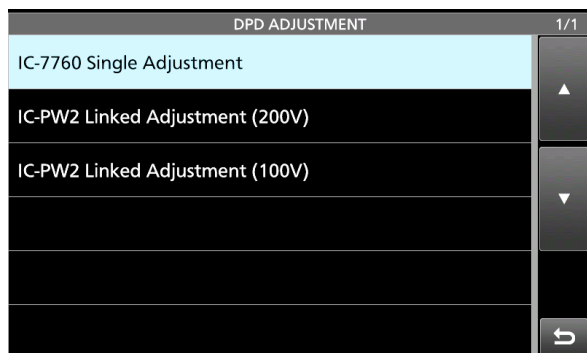 DPD ADJUSTMENT 1/1
IC-7760 Single Adjustment
IC-PW2 Linked Adjustment (200V)
IC-PW2 Linked Adjustment (100V)